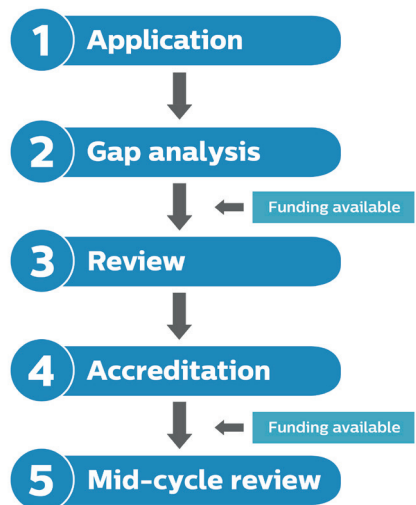 1 Application
2 Gap analysis
Funding available
3 Review
4 Accreditation
Funding available
5 Mid-cycle review